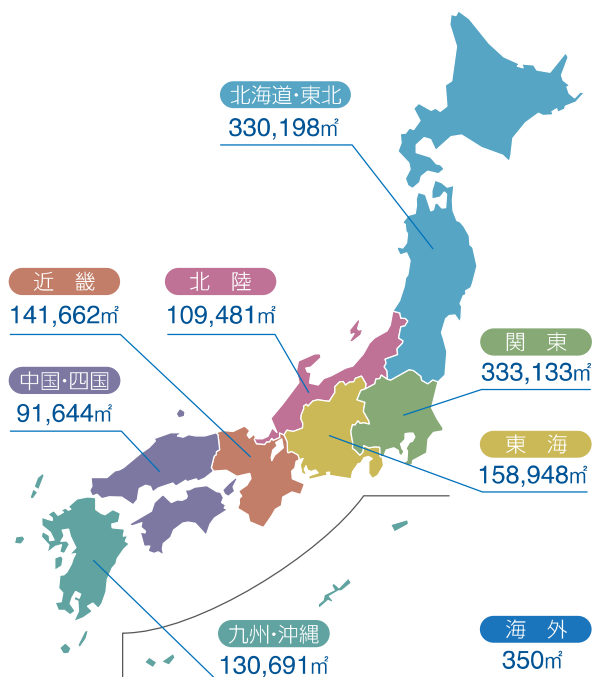 北海道・東北
330,198㎡
近　畿
141,662㎡
北　陸
109,481㎡
関　東
333,133㎡
中国・四国
91,644㎡
東　海
158,948㎡
九州・沖縄
130,691㎡
海　外
350㎡